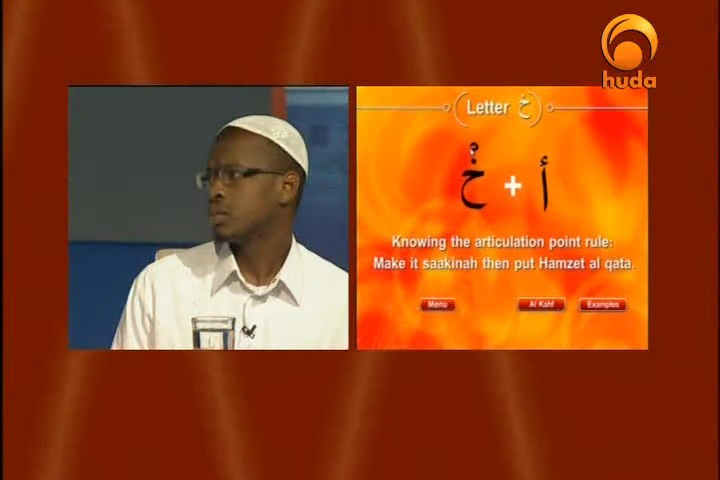 huda
Letter خ
أ + خْ
Knowing the articulation point rule:
Make it saakinah then put Hamzet al qata.
Menu
Al Kahf
Examples